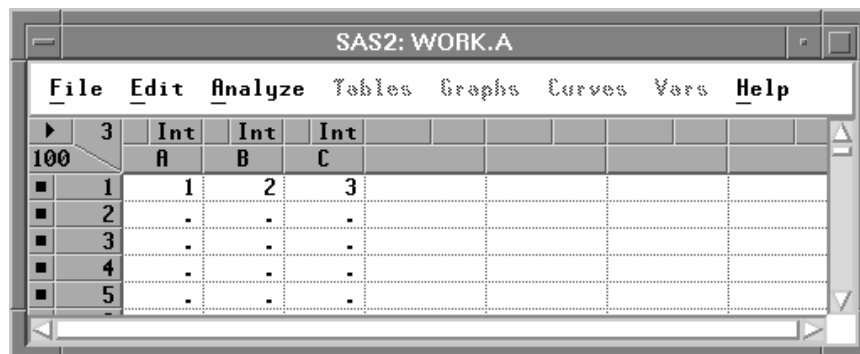 SAS2: WORK.A
File Edit Analyze Tables Graphs Curves Vars Help
3 Int Int Int
100 A B C
1 1 2 3
2 . . .
3 . . .
4 . . .
5 . . .